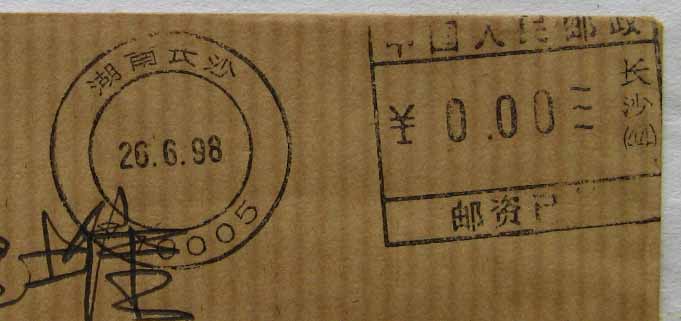 湖南长沙
26.6.98
0005
中国人民邮政
¥0.00
长沙
邮资已